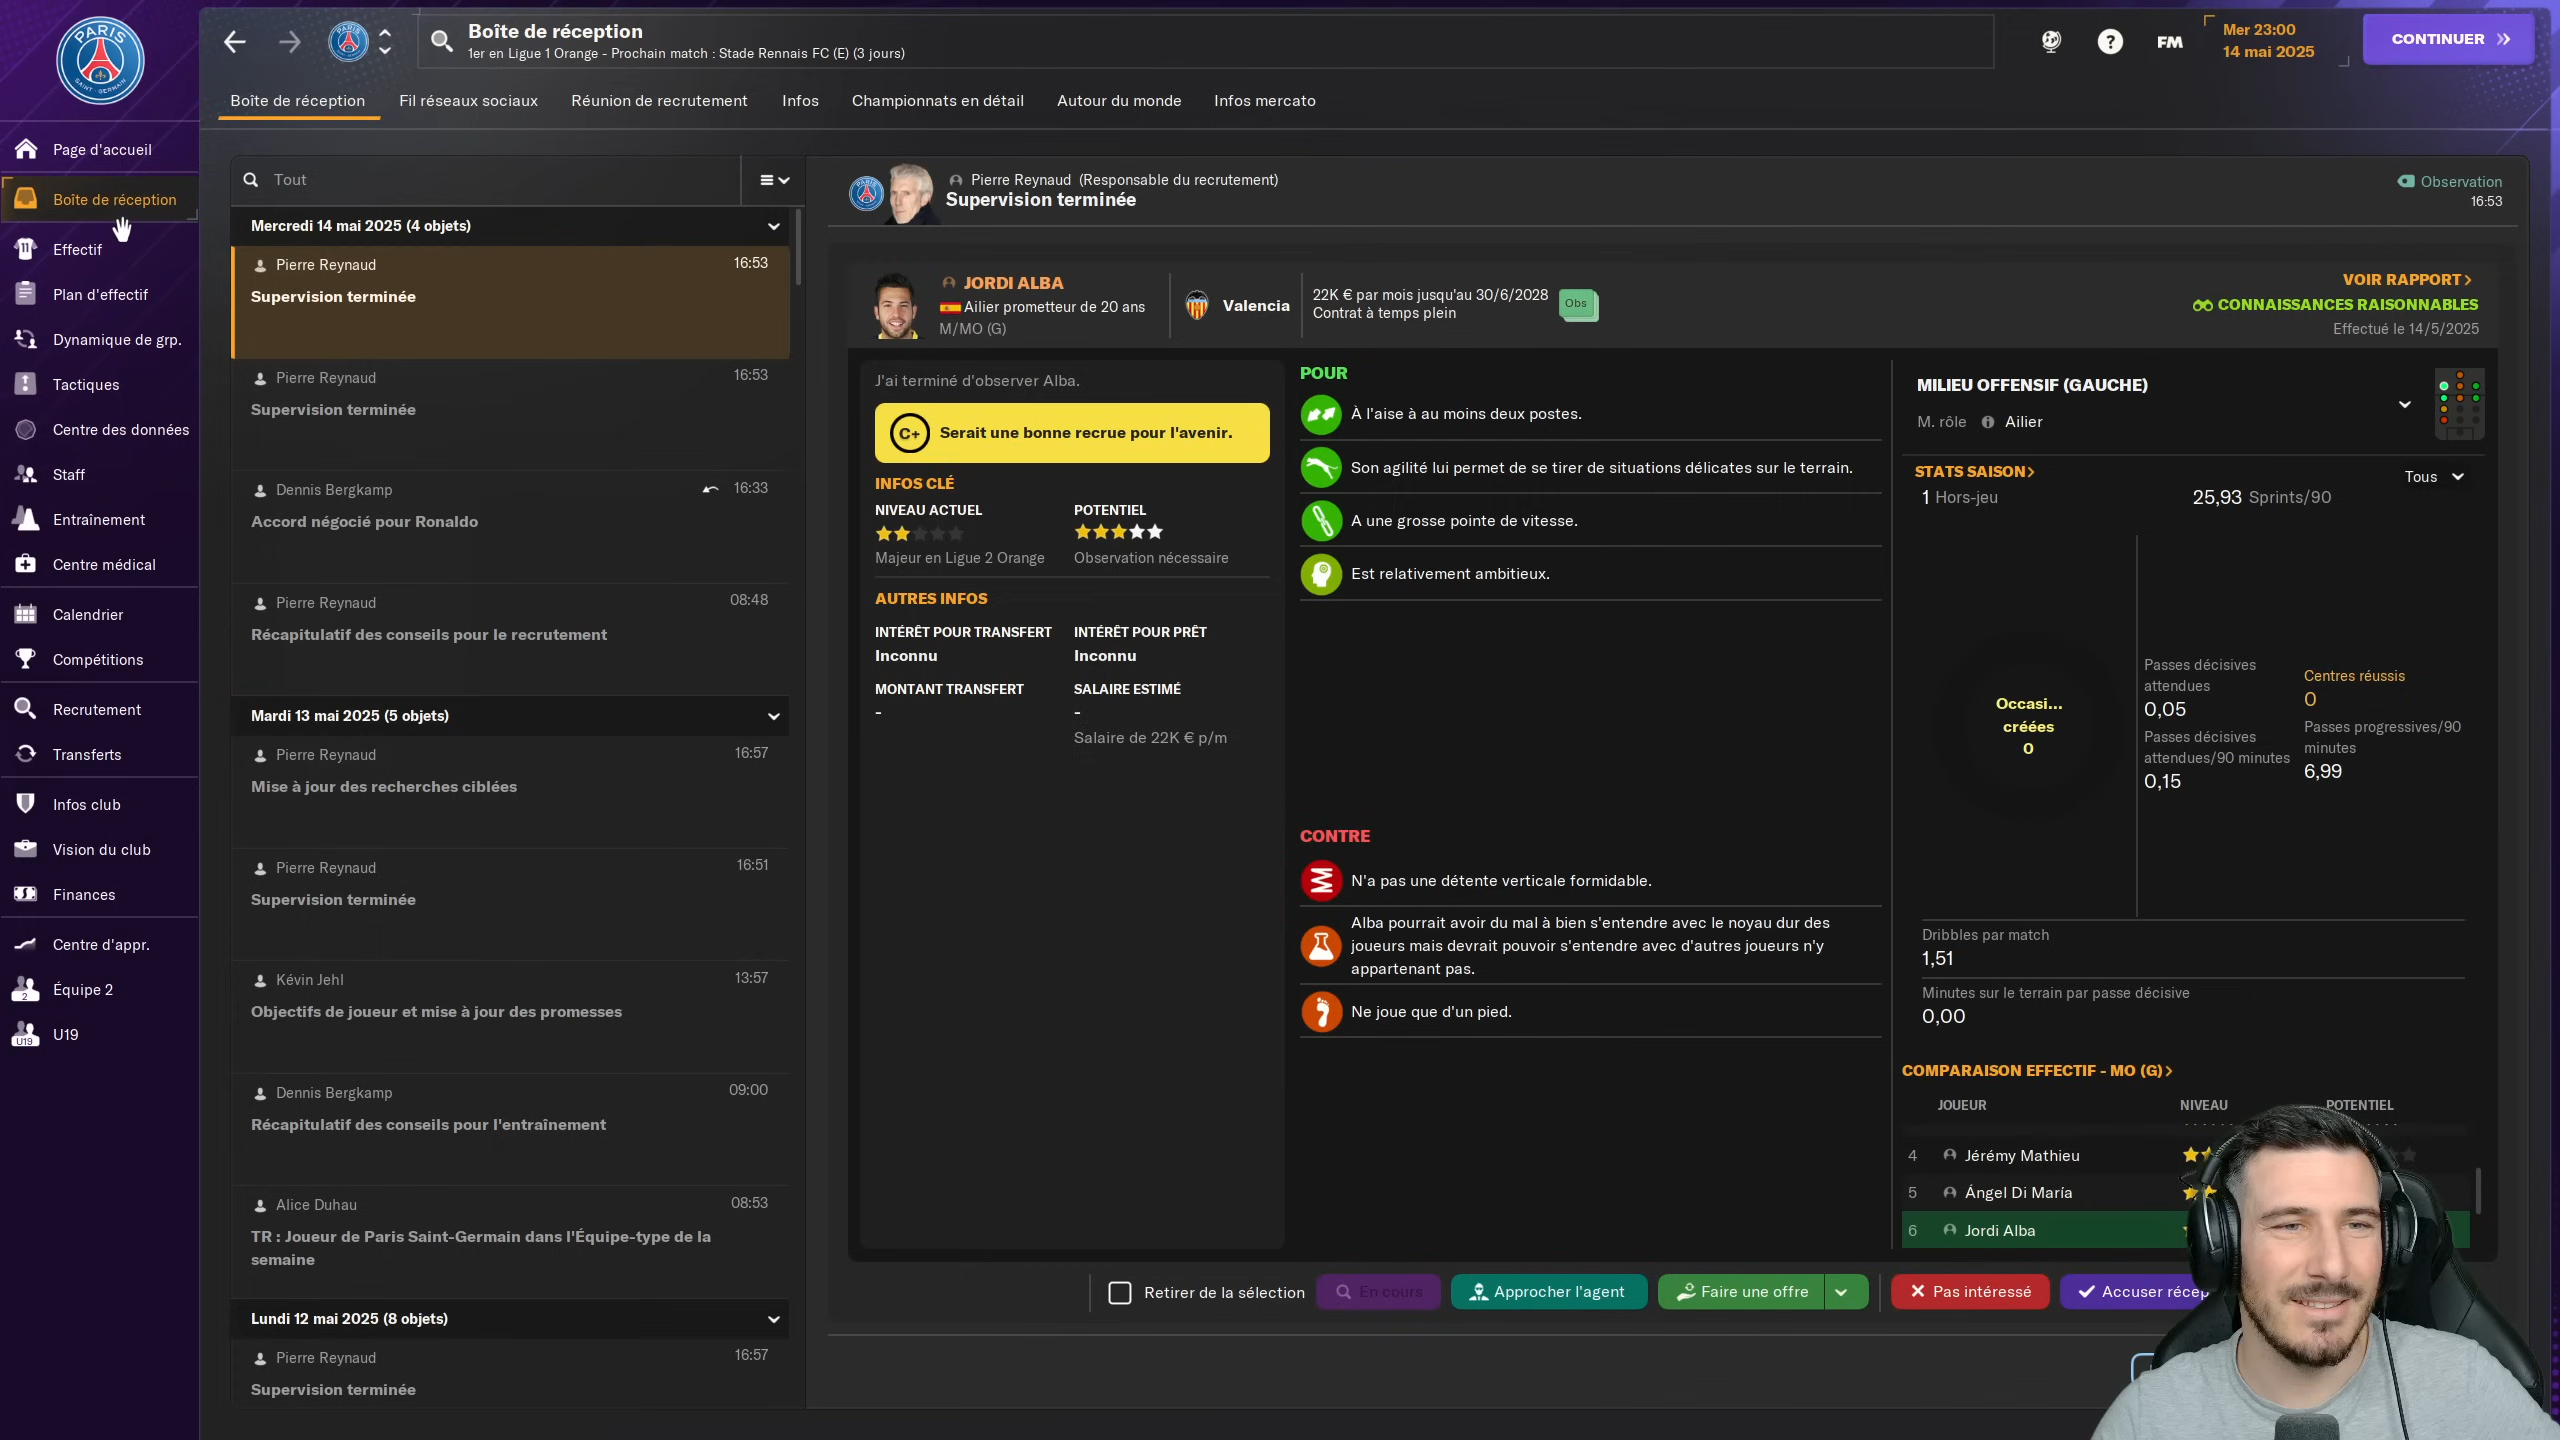 PARIS
SAINT-GERMAIN
Boîte de réception
1er en Ligue 1 Orange - Prochain match : Stade Rennais FC (E) (3 jours)
FM
Mer 23:00
14 mai 2025
CONTINUER
Boîte de réception
Fil réseaux sociaux
Réunion de recrutement
Infos
Championnats en détail
Autour du monde
Infos mercato
Page d'accueil
Boîte de réception
Effectif
Plan d'effectif
Dynamique de grp.
Tactiques
Centre des données
Staff
Entraînement
Centre médical
Calendrier
Compétitions
Recrutement
Transferts
Infos club
Vision du club
Finances
Centre d'appr.
2
Équipe 2
U19
U19
Tout
Mercredi 14 mai 2025 (4 objets)
Pierre Reynaud 16:53
Supervision terminée
Pierre Reynaud 16:53
Supervision terminée
Dennis Bergkamp 16:33
Accord négocié pour Ronaldo
Pierre Reynaud 08:48
Récapitulatif des conseils pour le recrutement
Mardi 13 mai 2025 (5 objets)
Pierre Reynaud 16:57
Mise à jour des recherches ciblées
Pierre Reynaud 16:51
Supervision terminée
Kévin Jehl 13:57
Objectifs de joueur et mise à jour des promesses
Dennis Bergkamp 09:00
Récapitulatif des conseils pour l'entraînement
Alice Duhau 08:53
TR : Joueur de Paris Saint-Germain dans l'Équipe-type de la
semaine
Lundi 12 mai 2025 (8 objets)
Pierre Reynaud 16:57
Supervision terminée
Pierre Reynaud (Responsable du recrutement)
Supervision terminée
Observation
16:53
JORDI ALBA
Ailier prometteur de 20 ans
M/MO (G)
Valencia
22K € par mois jusqu'au 30/6/2028
Contrat à temps plein
Obs
VOIR RAPPORT
CONNAISSANCES RAISONNABLES
Effectué le 14/5/2025
J'ai terminé d'observer Alba.
C+ Serait une bonne recrue pour l'avenir.
INFOS CLÉ
NIVEAU ACTUEL POTENTIEL
Majeur en Ligue 2 Orange Observation nécessaire
AUTRES INFOS
INTÉRÊT POUR TRANSFERT INTÉRÊT POUR PRÊT
Inconnu Inconnu
MONTANT TRANSFERT SALAIRE ESTIMÉ
- -
Salaire de 22K € p/m
POUR
À l'aise à au moins deux postes.
Son agilité lui permet de se tirer de situations délicates sur le terrain.
A une grosse pointe de vitesse.
Est relativement ambitieux.
CONTRE
N'a pas une détente verticale formidable.
Alba pourrait avoir du mal à bien s'entendre avec le noyau dur des
joueurs mais devrait pouvoir s'entendre avec d'autres joueurs n'y
appartenant pas.
Ne joue que d'un pied.
MILIEU OFFENSIF (GAUCHE)
M. rôle Ailier
STATS SAISON
Tous
1 Hors-jeu 25,93 Sprints/90
Occasi...
créées
0
Passes décisives
attendues
0,05
Passes décisives
attendues/90 minutes
0,15
Centres réussis
0
Passes progressives/90
minutes
6,99
Dribbles par match
1,51
Minutes sur le terrain par passe décisive
0,00
COMPARAISON EFFECTIF - MO (G)
JOUEUR NIVEAU POTENTIEL
4 Jérémy Mathieu
5 Ángel Di María
6 Jordi Alba
Retirer de la sélection
En cours
Approcher l'agent
Faire une offre
Pas intéressé
Accuser récep